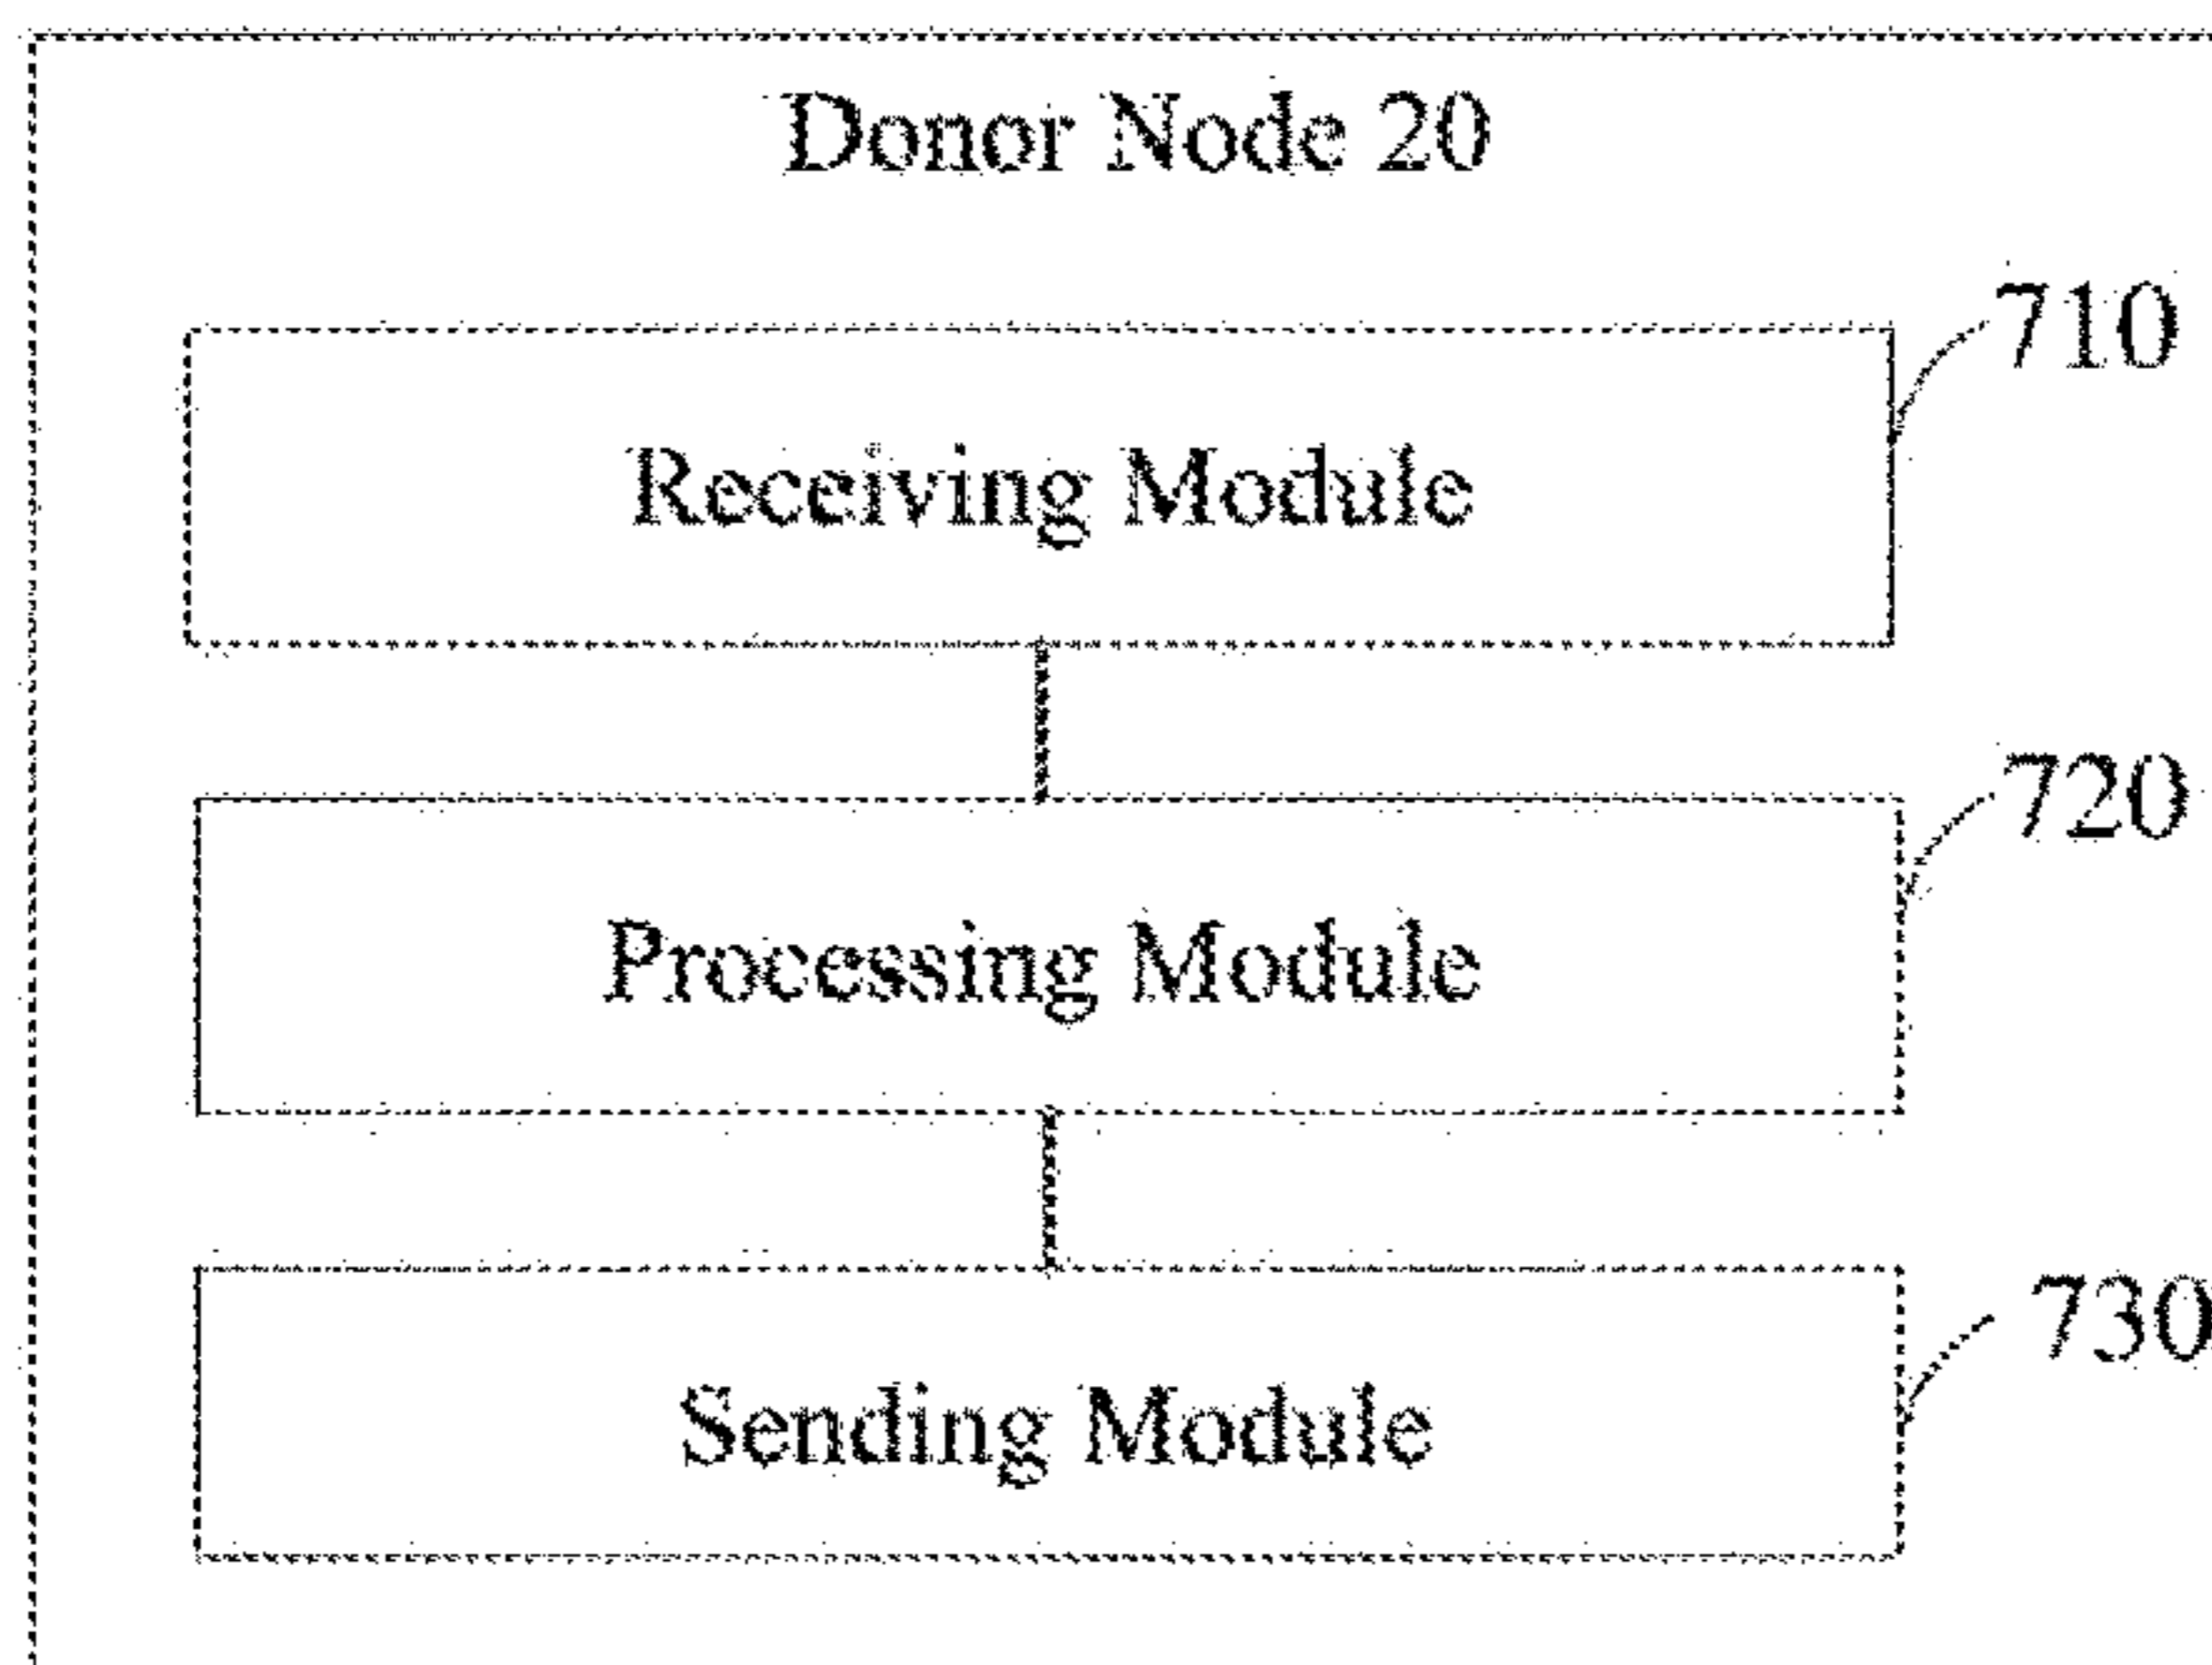 Donor Node 20
710
Receiving Module
720
Processing Module
730
Sending Module